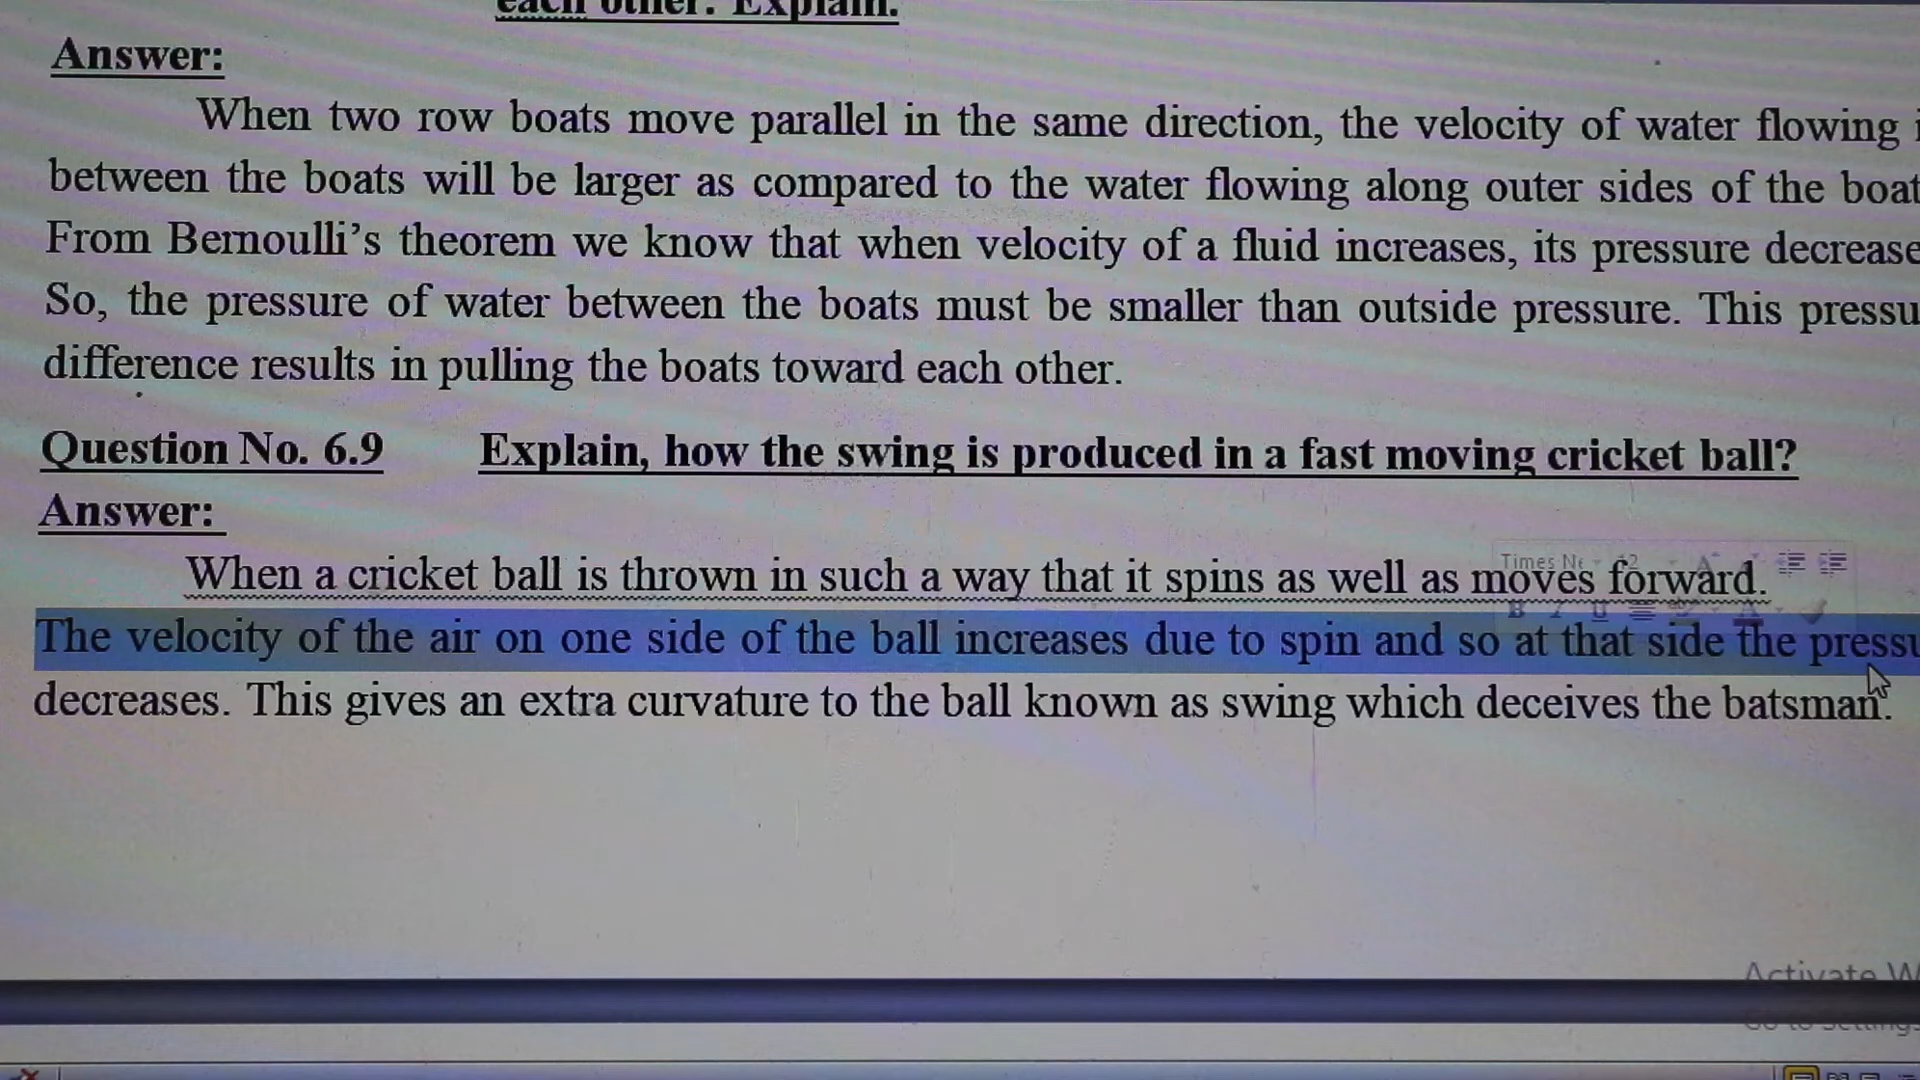 each other. Explain.
Answer:
When two row boats move parallel in the same direction, the velocity of water flowing
between the boats will be larger as compared to the water flowing along outer sides of the boat
From Bernoulli's theorem we know that when velocity of a fluid increases, its pressure decrease
So, the pressure of water between the boats must be smaller than outside pressure. This pressu
difference results in pulling the boats toward each other.
Question No. 6.9 Explain, how the swing is produced in a fast moving cricket ball?
Answer:
When a cricket ball is thrown in such a way that it spins as well as moves forward.
The velocity of the air on one side of the ball increases due to spin and so at that side the pressu
decreases. This gives an extra curvature to the ball known as swing which deceives the batsman.
Activate W